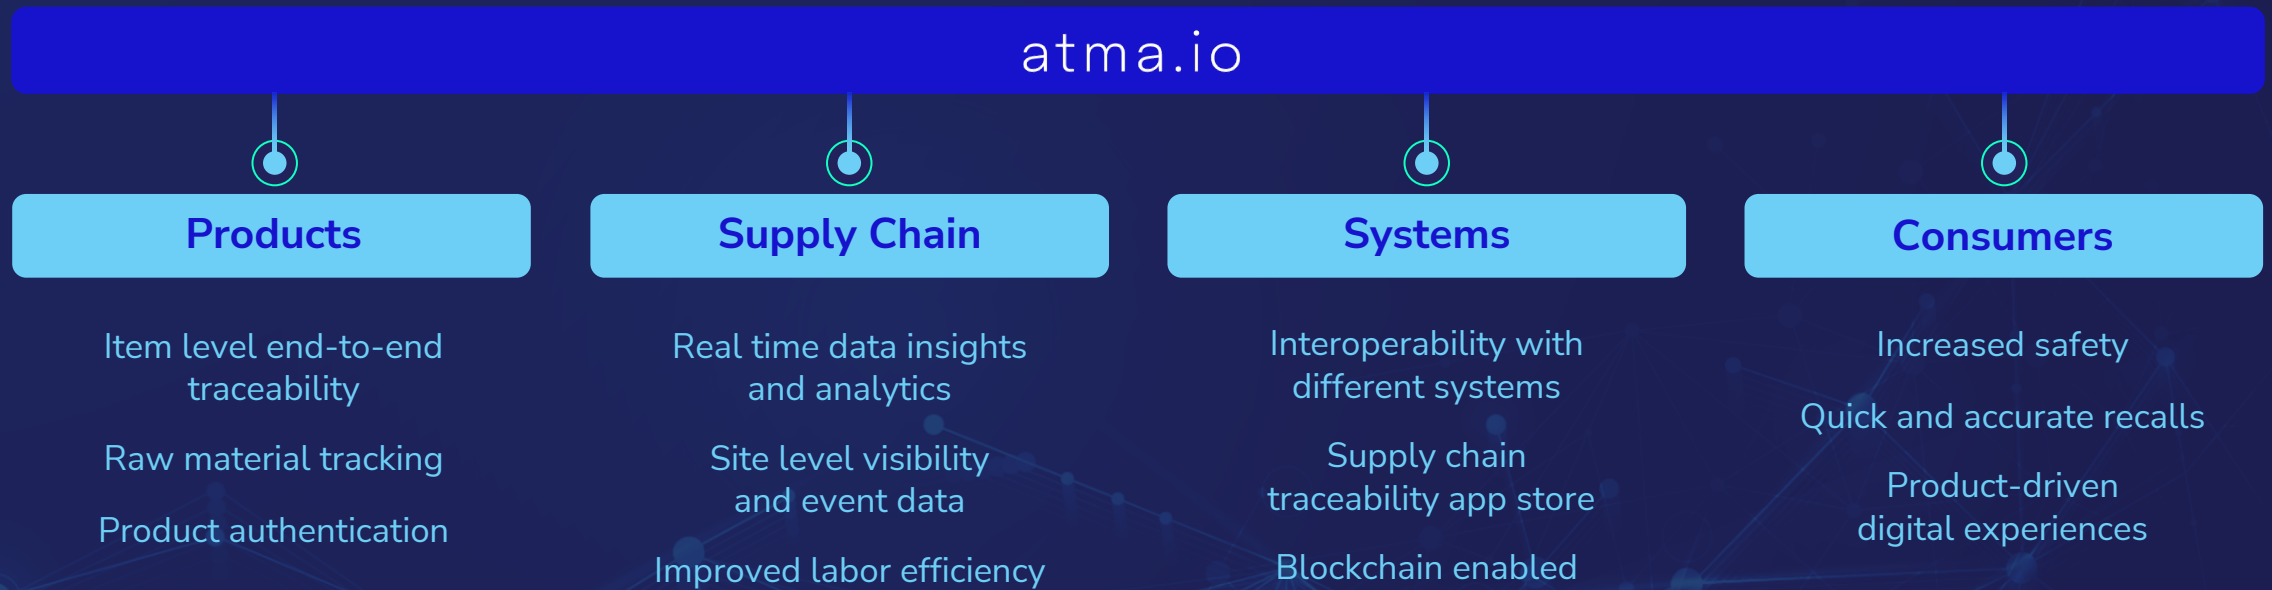 atma.io
Products
Item level end-to-end
traceability
Raw material tracking
Product authentication
Supply Chain
Real time data insights
and analytics
Site level visibility
and event data
Improved labor efficiency
Systems
Interoperability with
different systems
Supply chain
traceability app store
Blockchain enabled
Consumers
Increased safety
Quick and accurate recalls
Product-driven
digital experiences